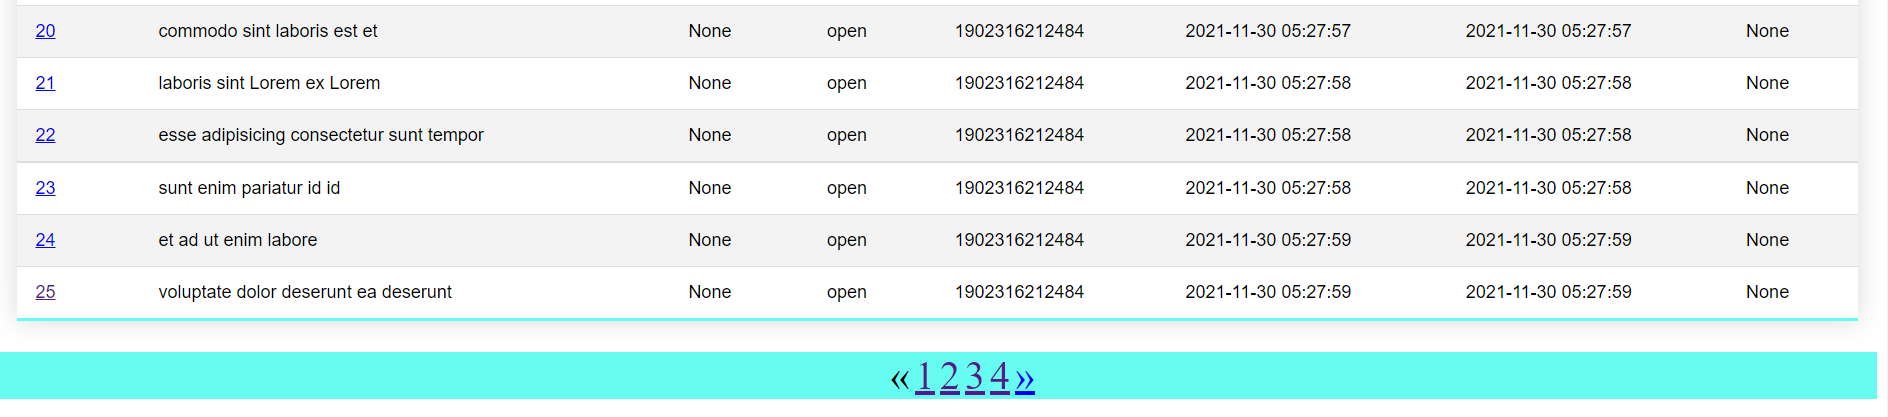 20 commodo sint laboris est et None open 1902316212484 2021-11-30 05:27:57 2021-11-30 05:27:57 None
21 laboris sint Lorem ex Lorem None open 1902316212484 2021-11-30 05:27:58 2021-11-30 05:27:58 None
22 esse adipisicing consectetur sunt tempor None open 1902316212484 2021-11-30 05:27:58 2021-11-30 05:27:58 None
23 sunt enim pariatur id id None open 1902316212484 2021-11-30 05:27:58 2021-11-30 05:27:58 None
24 et ad ut enim labore None open 1902316212484 2021-11-30 05:27:59 2021-11-30 05:27:59 None
25 voluptate dolor deserunt ea deserunt None open 1902316212484 2021-11-30 05:27:59 2021-11-30 05:27:59 None
« 1 2 3 4 »